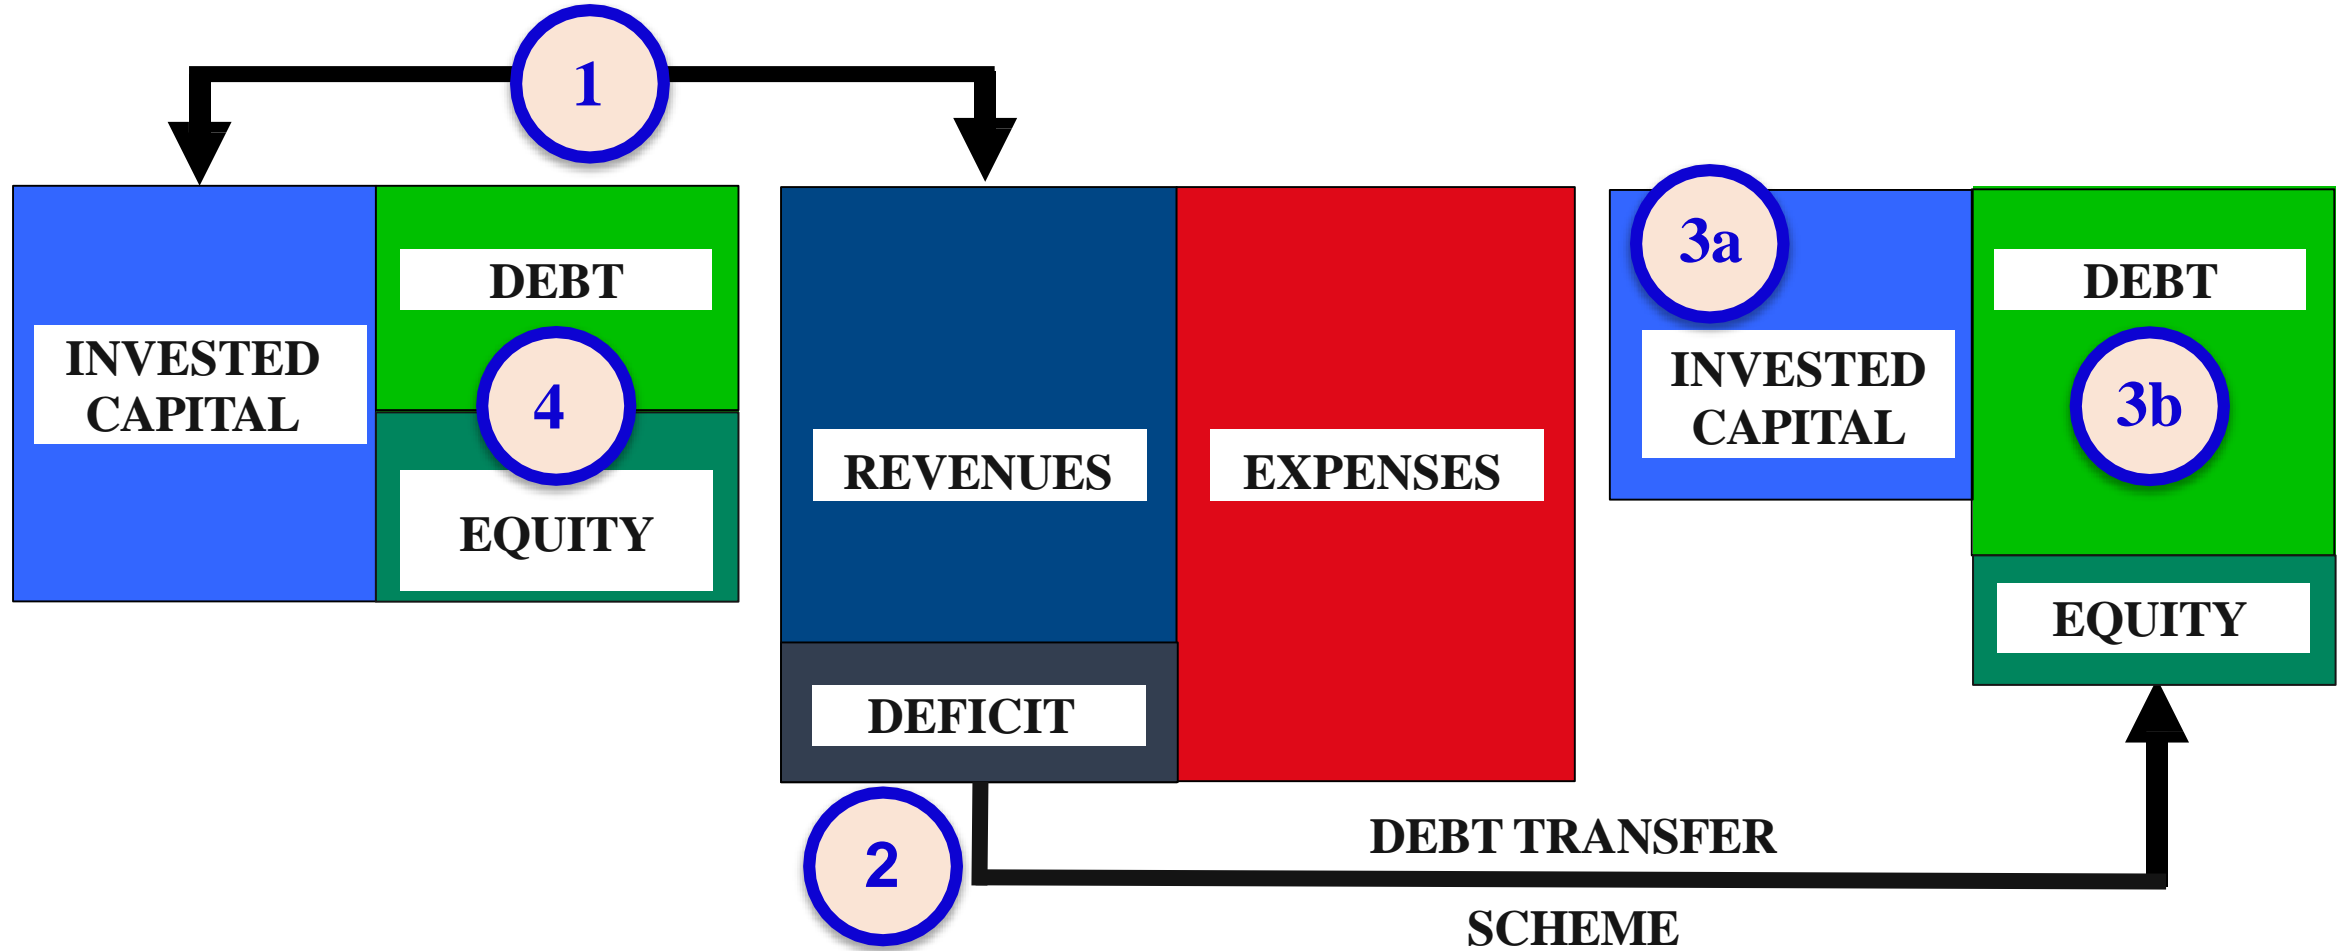 1
DEBT
INVESTED
CAPITAL
4
EQUITY
REVENUES
EXPENSES
DEFICIT
2
3a
INVESTED
CAPITAL
DEBT
3b
EQUITY
DEBT TRANSFER
SCHEME